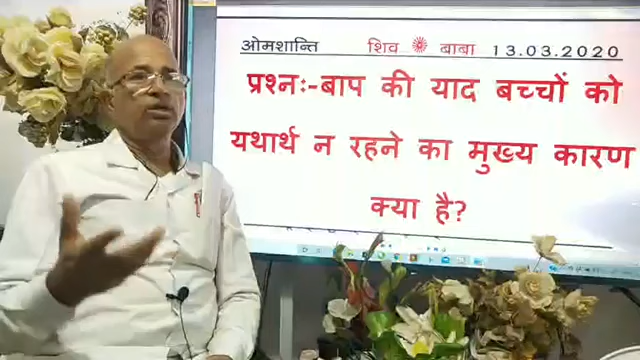 ओमशान्ति शिव बाबा 13.03.2020
प्रश्नः-बाप की याद बच्चों को
यथार्थ न रहने का मुख्य कारण
क्या है?